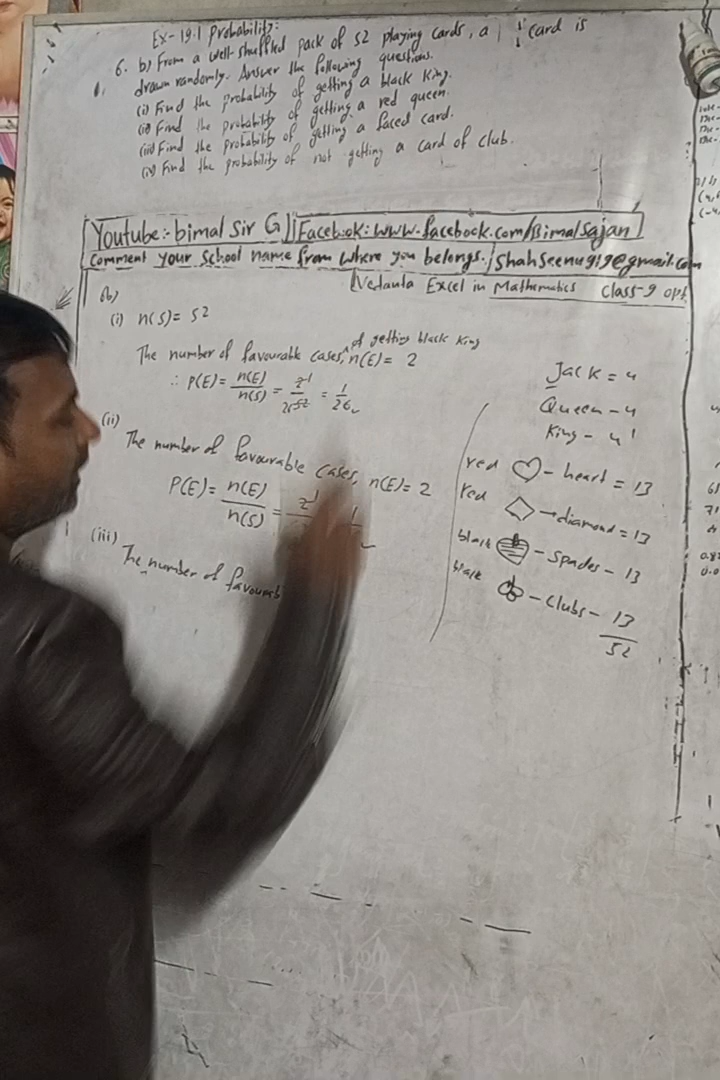 Ex- 19.1 Probability:
6. b) From a well-shuffled pack of 52 playing cards, a card is
drawn randomly. Answer the following questions.
(i) Find the probability of getting a black King.
(ii) Find the probability of getting a red queen.
(iii) Find the probability of getting a faced card.
(iv) Find the probability of not getting a card of club.
Youtube:- bimal Sir G || Facebook: www.facebook.com/Bimalsajan
Comment your School name from where you belongs. / Shahseenu919@gmail.com
Vedanta Excel in Mathematics Class-9 opt
6b)
(i) n(S) = 52
The number of favourable cases, of getting black King n(E) = 2
∴ P(E) = n(E)/n(S) = 2/52 = 1/26
(ii)
The number of favourable cases, n(E) = 2
P(E) = n(E)/n(S) =
(iii)
The number of
Jack = 4
Queen - 4
King - 4
red ♡ - heart = 13
red ◇ → diamond = 13
black - Spades - 13
black - Clubs - 13
52